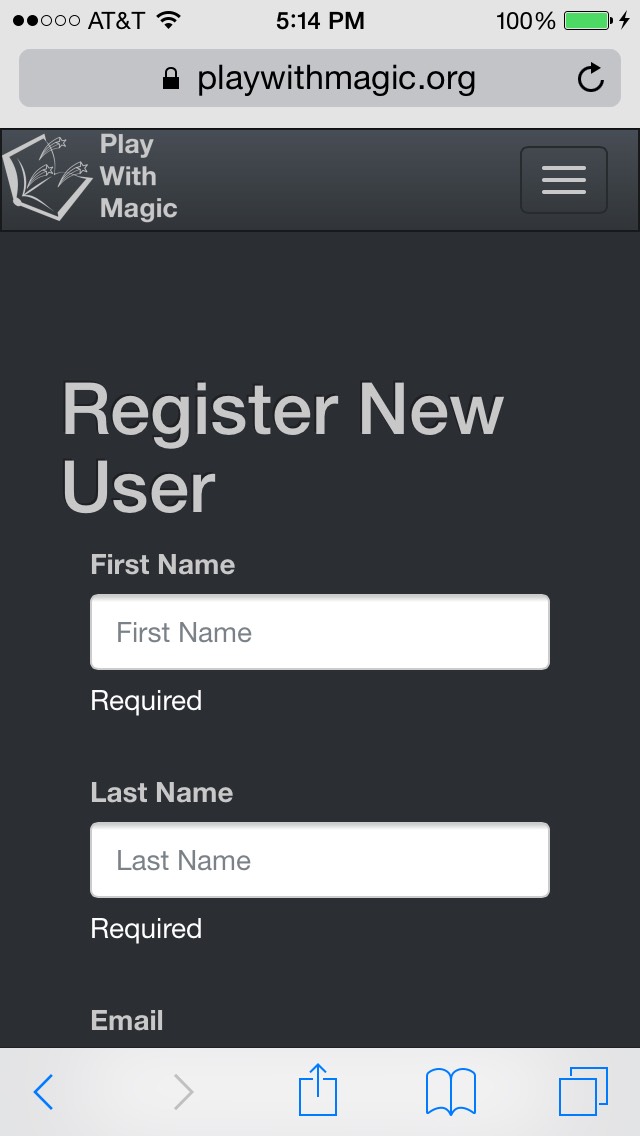 AT&T 5:14 PM 100%
playwithmagic.org
Play
With
Magic
Register New
User
First Name
First Name
Required
Last Name
Last Name
Required
Email